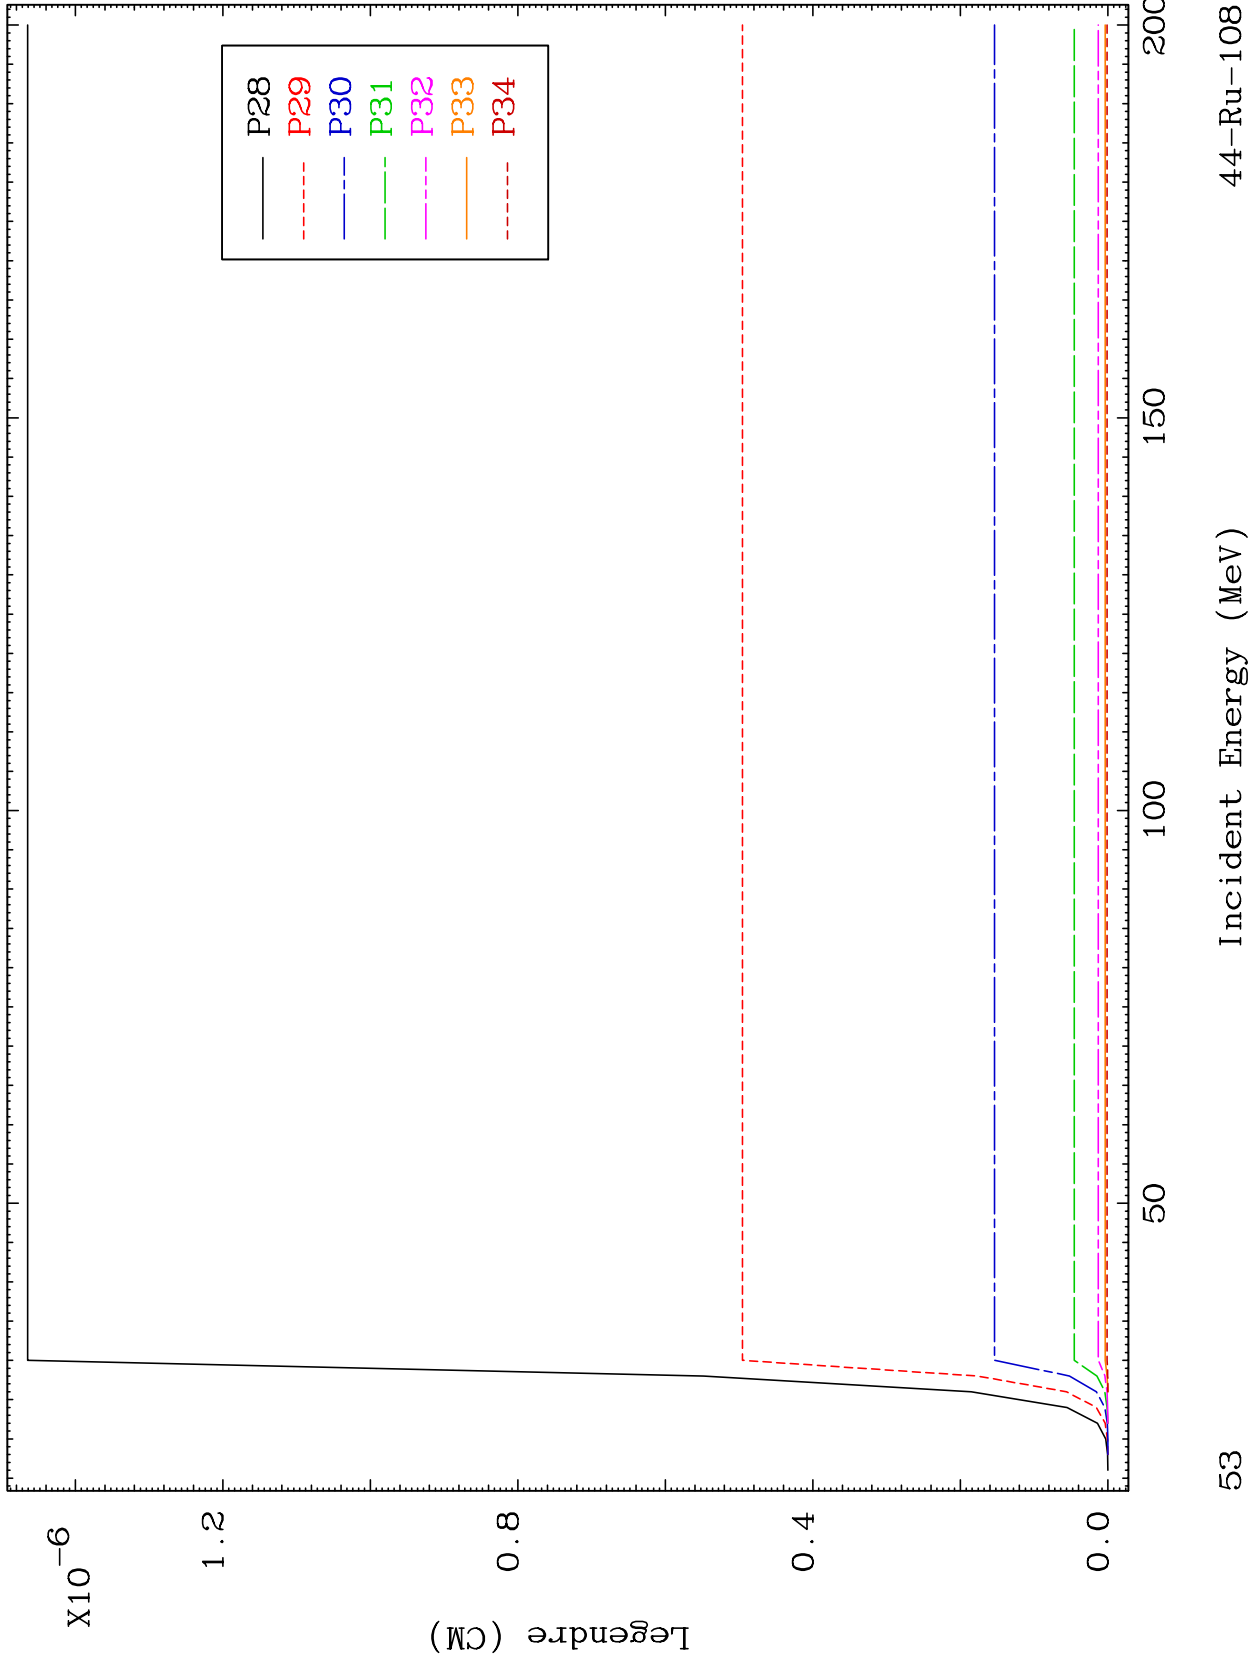 X10-6
1.2
0.8
0.4
0.0
Legendre (CM)
P28
P29
P30
P31
P32
P33
P34
50
100
150
200
Incident Energy (MeV)
53
44-Ru-108